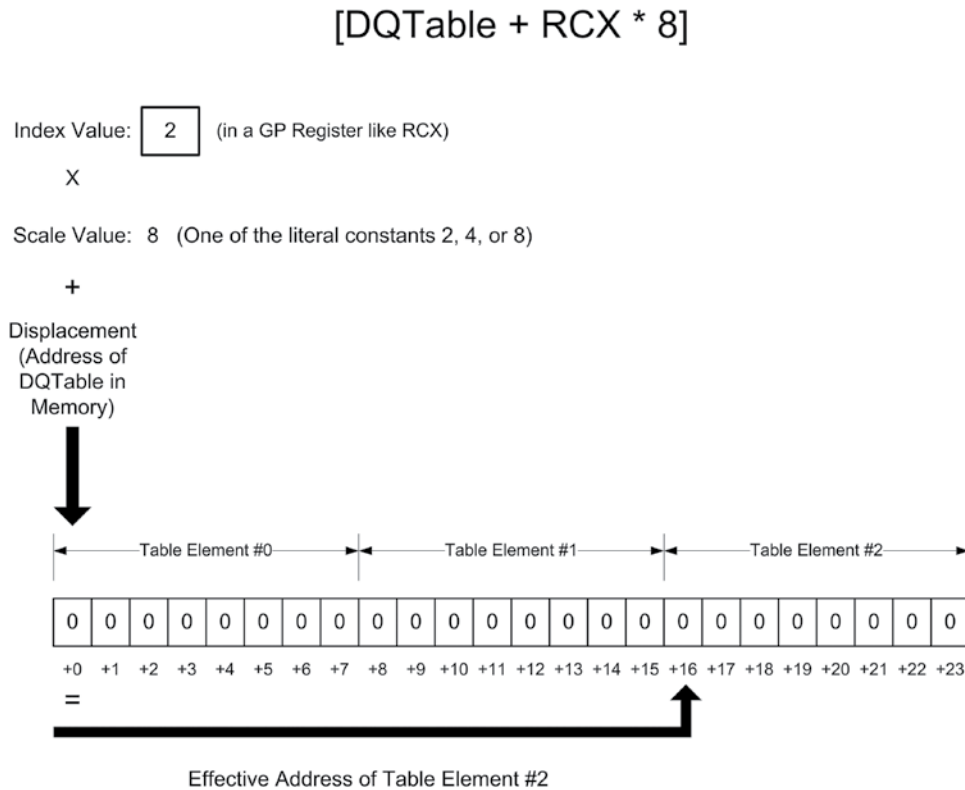 [DQTable + RCX * 8]
Index Value: 2 (in a GP Register like RCX)
X
Scale Value: 8 (One of the literal constants 2, 4, or 8)
+
Displacement
(Address of
DQTable in
Memory)
Table Element #0 Table Element #1 Table Element #2
0 0 0 0 0 0 0 0 0 0 0 0 0 0 0 0 0 0 0 0 0 0 0 0
+0 +1 +2 +3 +4 +5 +6 +7 +8 +9 +10 +11 +12 +13 +14 +15 +16 +17 +18 +19 +20 +21 +22 +23
=
Effective Address of Table Element #2